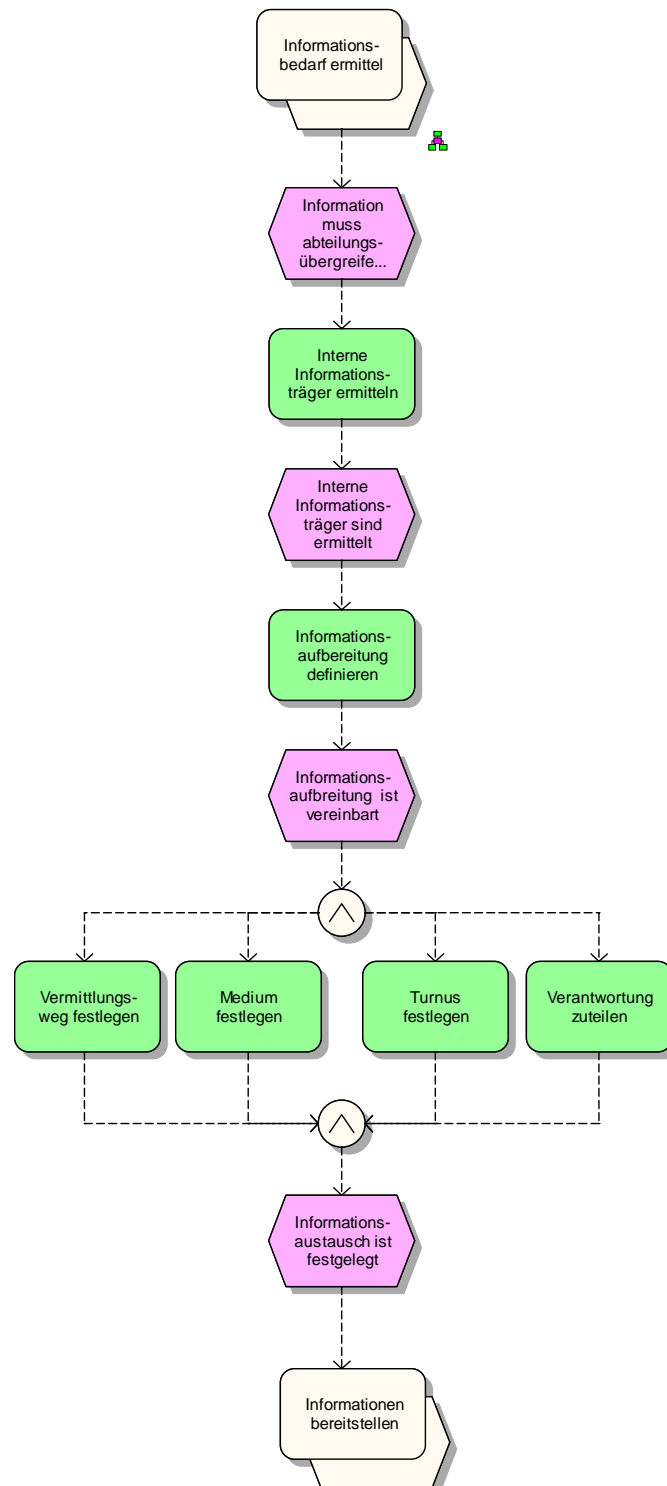 Informations-
bedarf ermittel
Information
muss
abteilungs-
übergreife...
Interne
Informations-
träger ermitteln
Interne
Informations-
träger sind
ermittelt
Informations-
aufbereitung
definieren
Informations-
aufbreitung ist
vereinbart
Vermittlungs-
weg festlegen
Medium
festlegen
Turnus
festlegen
Verantwortung
zuteilen
Informations-
austausch ist
festgelegt
Informationen
bereitstellen